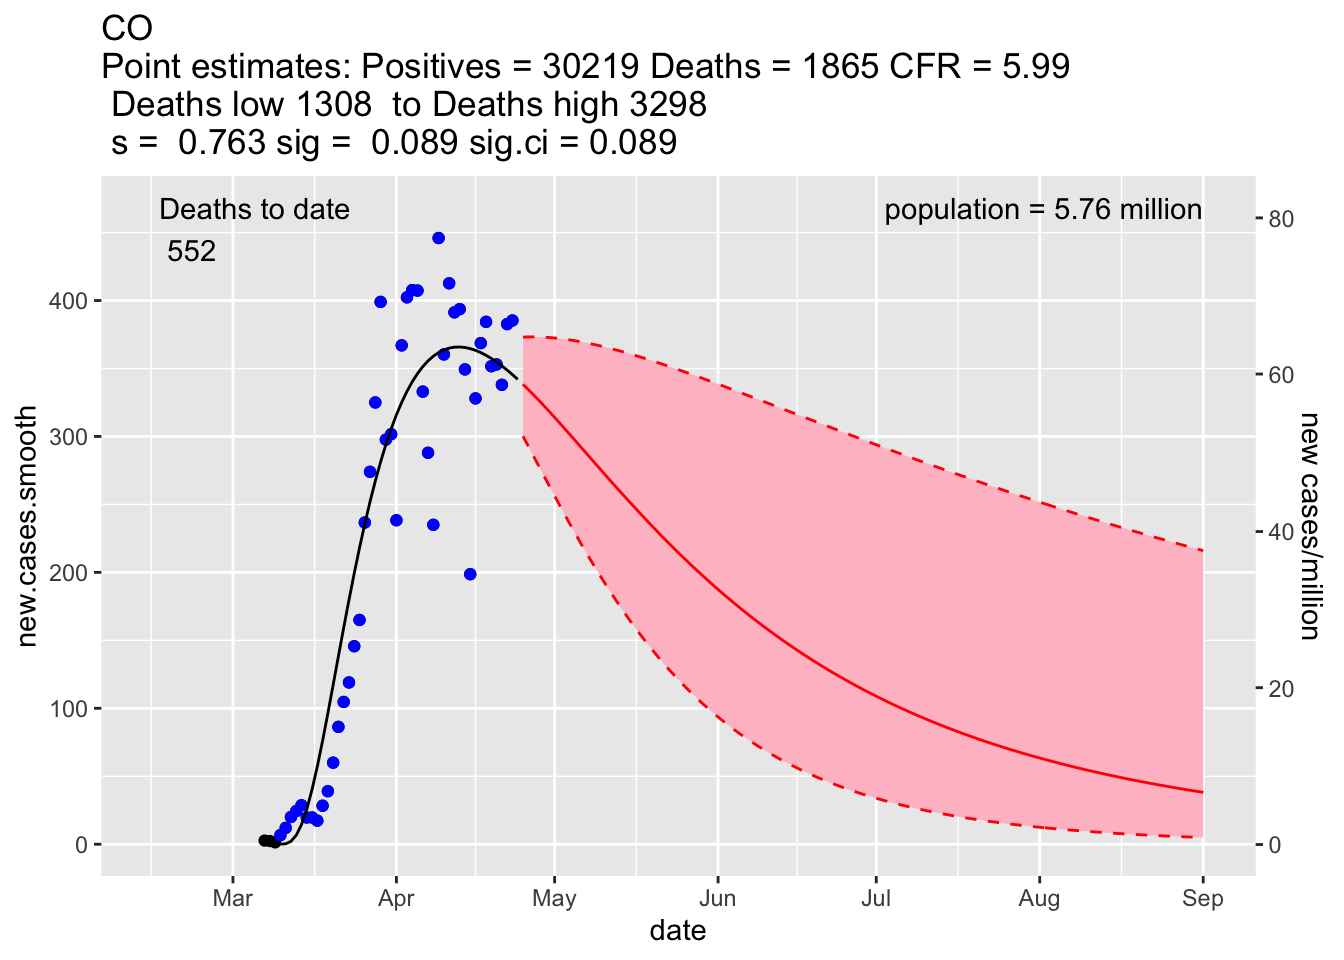 CO
Point estimates: Positives = 30219 Deaths = 1865 CFR = 5.99
Deaths low 1308  to Deaths high 3298
s =  0.763 sig =  0.089 sig.ci = 0.089
Deaths to date
552
population = 5.76 million
400
300
200
100
0
new.cases.smooth
80
60
40
20
0
new cases/million
Mar Apr May Jun Jul Aug Sep
date